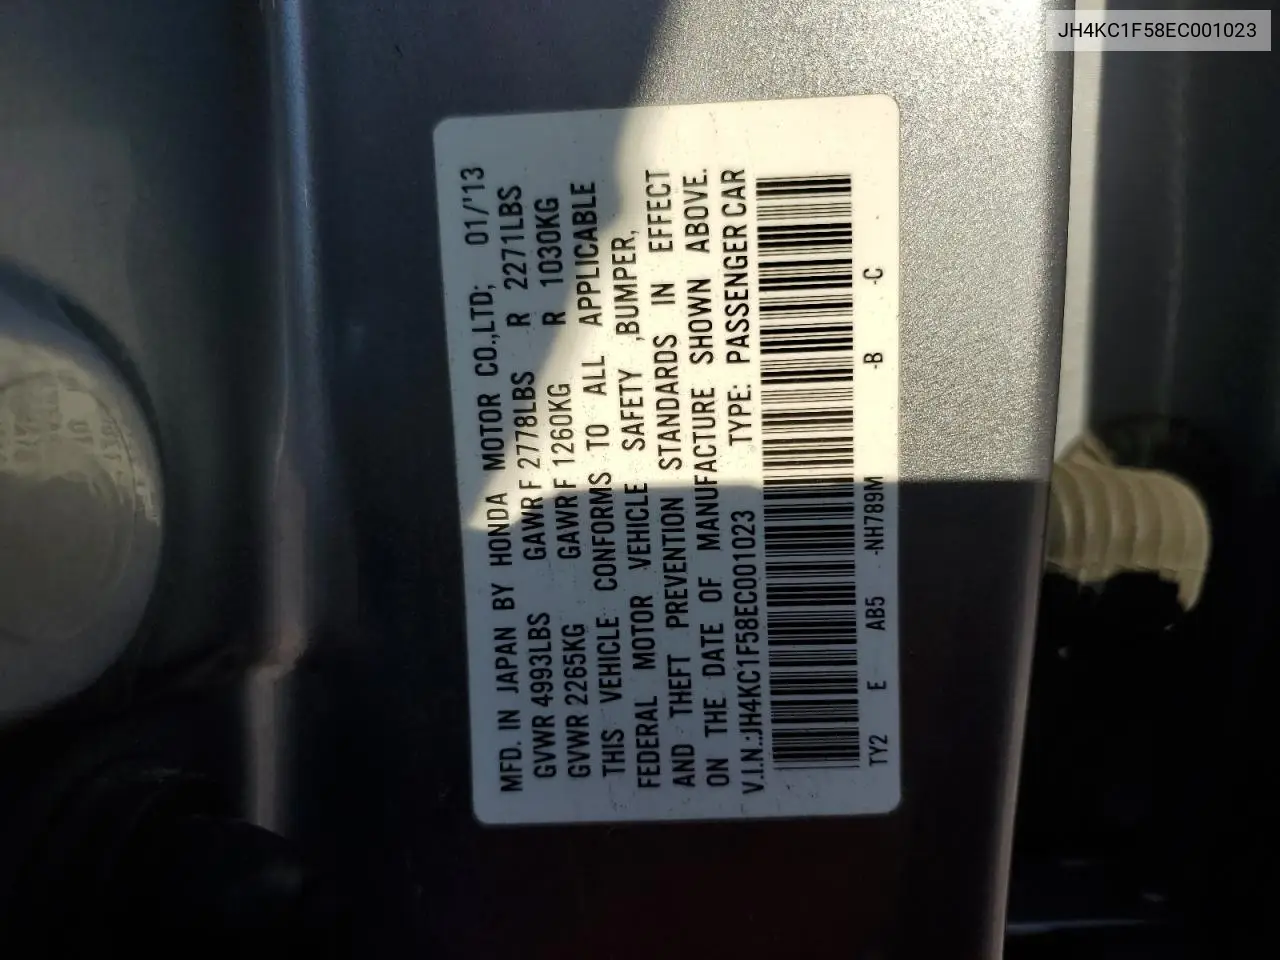 JH4KC1F58EC001023
MFD. IN JAPAN BY HONDA MOTOR CO.,LTD; 01/'13
GVWR 4993LBS GAWR F 2778LBS R 2271LBS
GVWR 2265KG GAWR F 1260KG R 1030KG
THIS VEHICLE CONFORMS TO ALL APPLICABLE
FEDERAL MOTOR VEHICLE SAFETY ,BUMPER,
AND THEFT PREVENTION STANDARDS IN EFFECT
ON THE DATE OF MANUFACTURE SHOWN ABOVE.
V.I.N.:JH4KC1F58EC001023 TYPE: PASSENGER CAR
TY2 E AB5 -NH789M -B -C